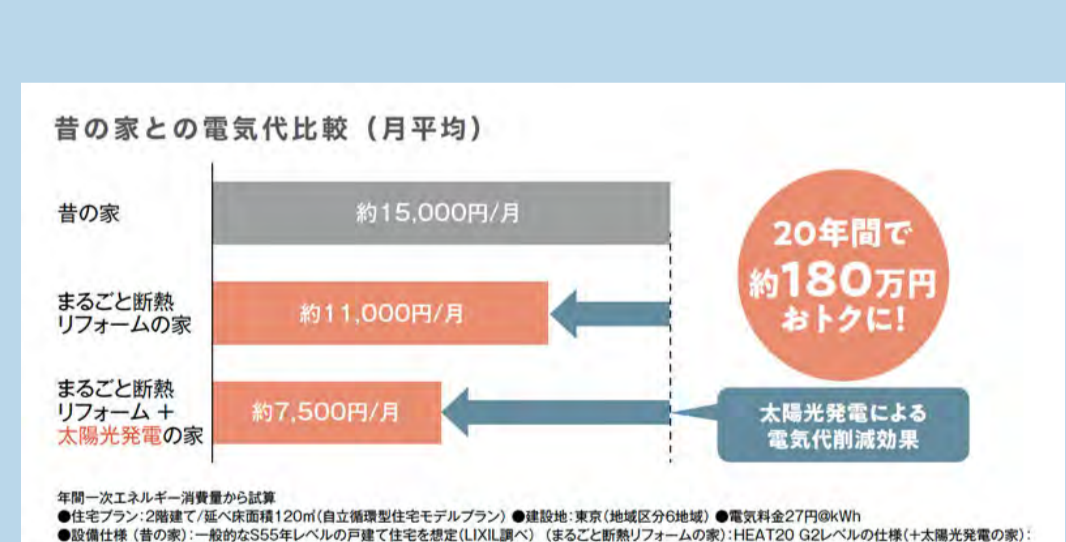 昔の家との電気代比較（月平均）
昔の家
約15,000円/月
まるごと断熱
リフォームの家
約11,000円/月
まるごと断熱
リフォーム +
太陽光発電の家
約7,500円/月
20年間で
約180万円
おトクに!
太陽光発電による
電気代削減効果
年間一次エネルギー消費量から試算
●住宅プラン:2階建て/延べ床面積120㎡(自立循環型住宅モデルプラン) ●建設地:東京(地域区分6地域) ●電気料金27円@kWh
●設備仕様 (昔の家):一般的なS55年レベルの戸建て住宅を想定(LIXIL調べ) (まるごと断熱リフォームの家):HEAT20 G2レベルの仕様(+太陽光発電の家):